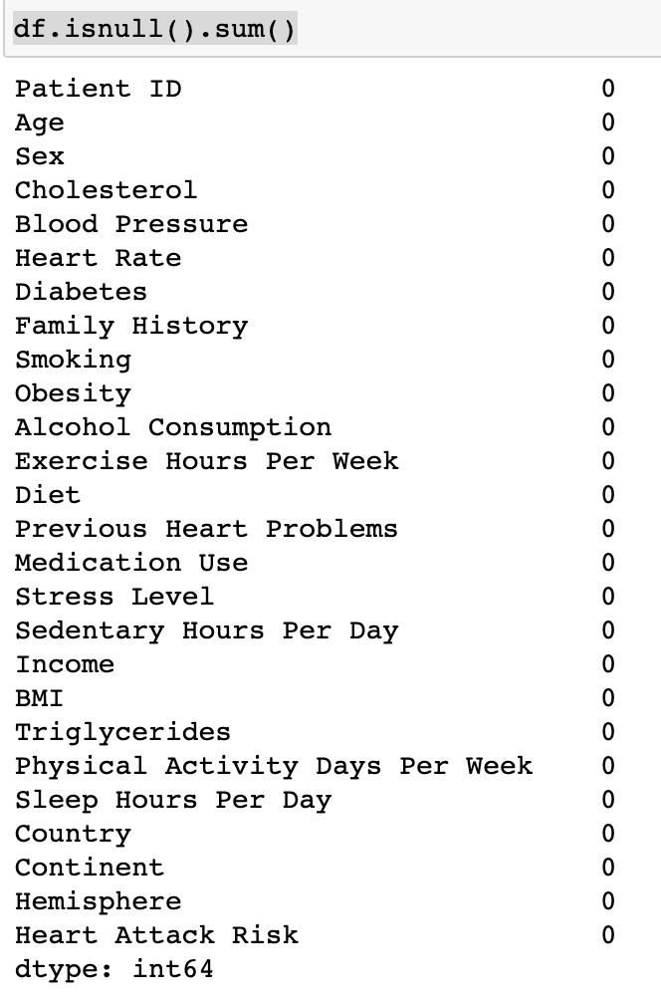 df.isnull().sum()
Patient ID 0
Age 0
Sex 0
Cholesterol 0
Blood Pressure 0
Heart Rate 0
Diabetes 0
Family History 0
Smoking 0
Obesity 0
Alcohol Consumption 0
Exercise Hours Per Week 0
Diet 0
Previous Heart Problems 0
Medication Use 0
Stress Level 0
Sedentary Hours Per Day 0
Income 0
BMI 0
Triglycerides 0
Physical Activity Days Per Week 0
Sleep Hours Per Day 0
Country 0
Continent 0
Hemisphere 0
Heart Attack Risk 0
dtype: int64